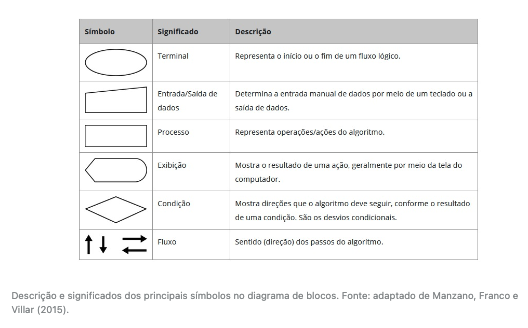 Símbolo Significado Descrição
Terminal Representa o início ou o fim de um fluxo lógico.
Entrada/Saída de dados Determina a entrada manual de dados por meio de um teclado ou a saída de dados.
Processo Representa operações/ações do algoritmo.
Exibição Mostra o resultado de uma ação, geralmente por meio da tela do computador.
Condição Mostra direções que o algoritmo deve seguir, conforme o resultado de uma condição. São os desvios condicionais.
Fluxo Sentido (direção) dos passos do algoritmo.
Descrição e significados dos principais símbolos no diagrama de blocos. Fonte: adaptado de Manzano, Franco e
Villar (2015).